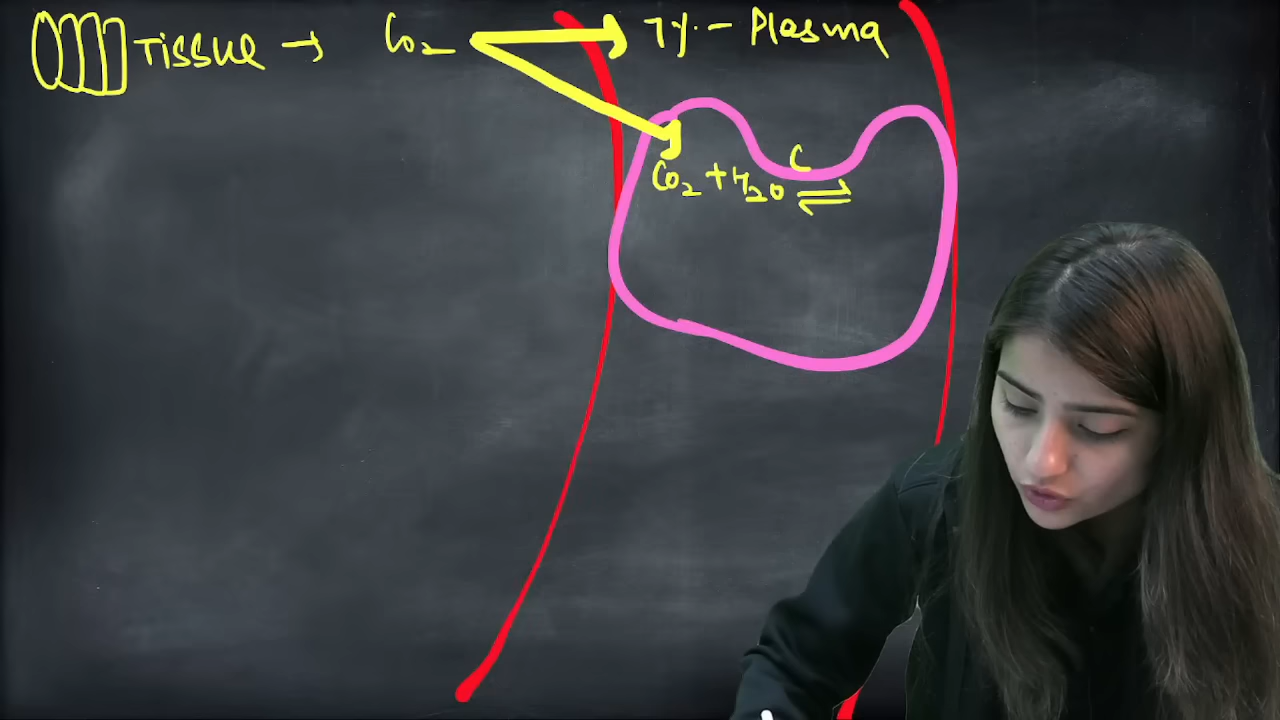 Tissue → Co₂ 7%. - Plasma
C
Co₂ + H₂O ⇌